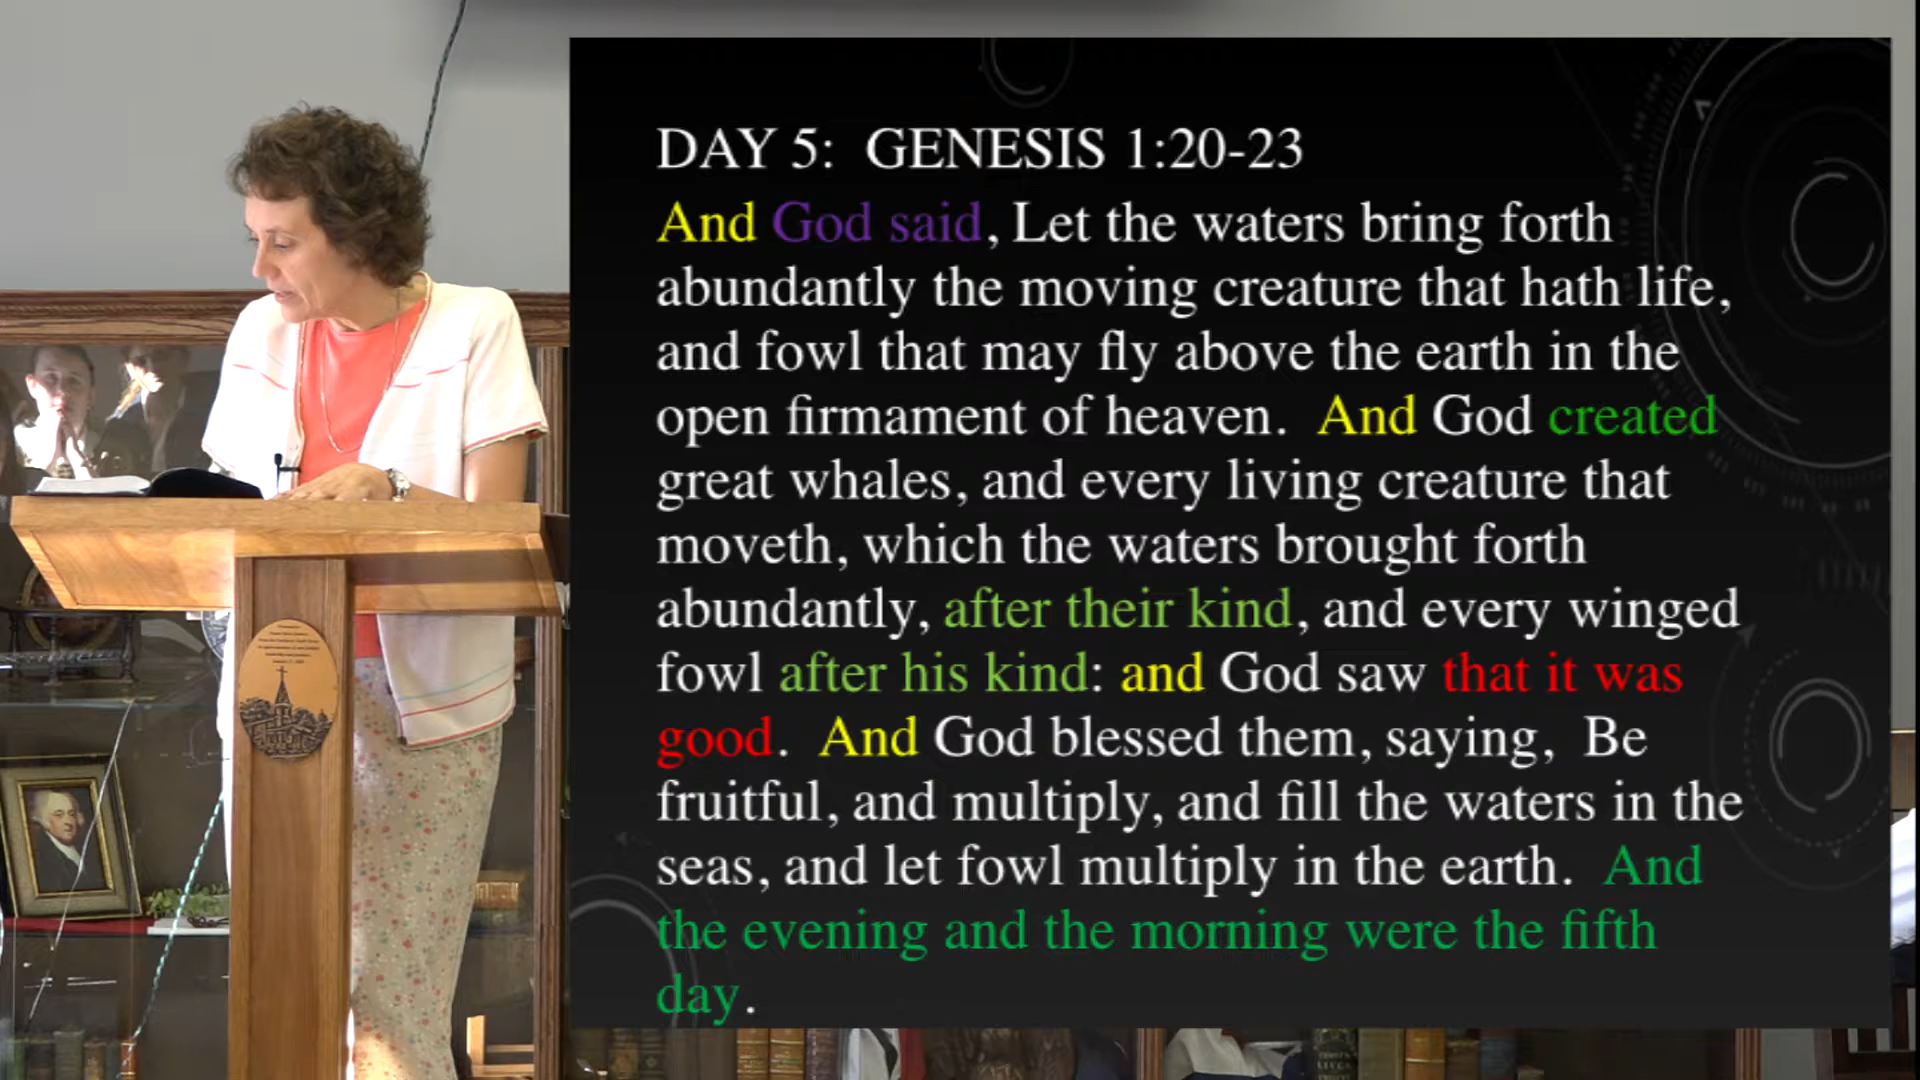 DAY 5: GENESIS 1:20-23
And God said, Let the waters bring forth
abundantly the moving creature that hath life,
and fowl that may fly above the earth in the
open firmament of heaven. And God created
great whales, and every living creature that
moveth, which the waters brought forth
abundantly, after their kind, and every winged
fowl after his kind: and God saw that it was
good. And God blessed them, saying, Be
fruitful, and multiply, and fill the waters in the
seas, and let fowl multiply in the earth. And
the evening and the morning were the fifth
day.